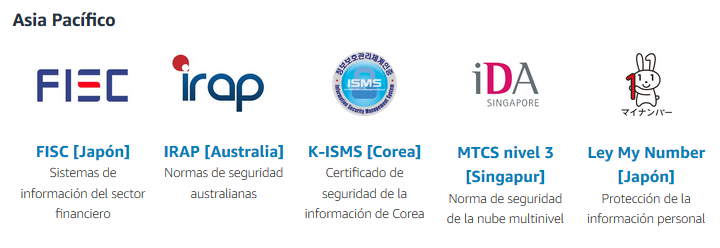 Asia Pacífico
FISC
irap
정보보호관리체계인증
ISMS
Information Security Management System
iDA
SINGAPORE
1
マイナンバー
FISC [Japón]
Sistemas de
información del sector
financiero
IRAP [Australia]
Normas de seguridad
australianas
K-ISMS [Corea]
Certificado de
seguridad de la
información de Corea
MTCS nivel 3
[Singapur]
Norma de seguridad
de la nube multinivel
Ley My Number
[Japón]
Protección de la
información personal